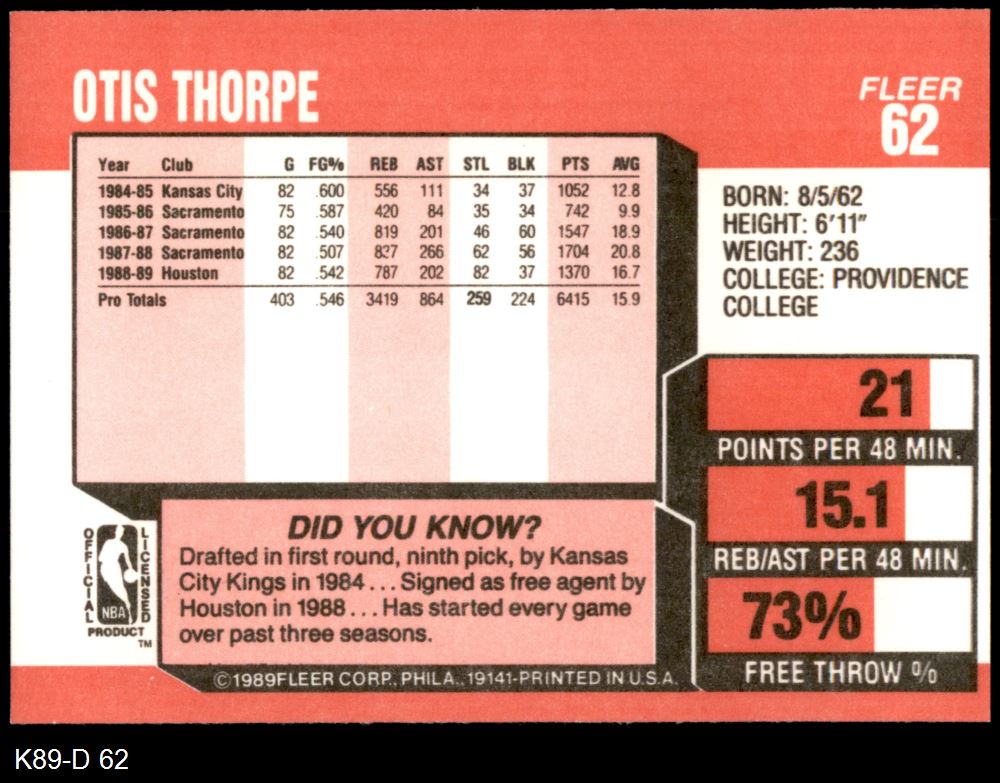 OTIS THORPE
FLEER
62
Year Club G FG% REB AST STL BLK PTS AVG
1984-85 Kansas City 82 .600 556 111 34 37 1052 12.8
1985-86 Sacramento 75 .587 420 84 35 34 742 9.9
1986-87 Sacramento 82 .540 819 201 46 60 1547 18.9
1987-88 Sacramento 82 .507 827 266 62 56 1704 20.8
1988-89 Houston 82 .542 787 202 82 37 1370 16.7
Pro Totals 403 .546 3419 864 259 224 6415 15.9
BORN: 8/5/62
HEIGHT: 6'11"
WEIGHT: 236
COLLEGE: PROVIDENCE
COLLEGE
21
POINTS PER 48 MIN.
15.1
REB/AST PER 48 MIN.
73%
FREE THROW %
OFFICIAL
LICENSED
NBA
PRODUCT
TM
DID YOU KNOW?
Drafted in first round, ninth pick, by Kansas
City Kings in 1984 . . . Signed as free agent by
Houston in 1988 . . . Has started every game
over past three seasons.
©1989FLEER CORP., PHILA., 19141-PRINTED IN U.S.A.
K89-D 62